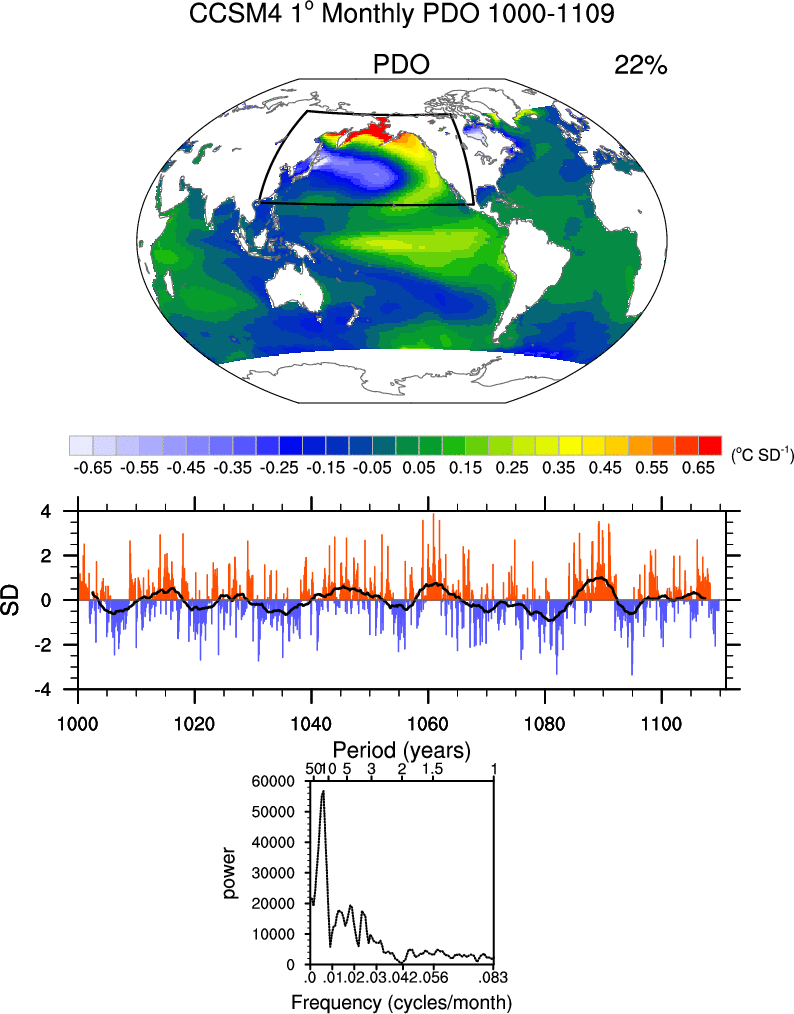 CCSM4 1° Monthly PDO 1000-1109
PDO 22%
-0.65 -0.55 -0.45 -0.35 -0.25 -0.15 -0.05 0.05 0.15 0.25 0.35 0.45 0.55 0.65 (°C SD⁻¹)
4
2
0
-2
-4
SD
1000 1020 1040 1060 1080 1100
Period (years)
50 10 5 3 2 1.5 1
60000
50000
40000
30000
20000
10000
0
power
.0 .01.02.03.042.056 .083
Frequency (cycles/month)